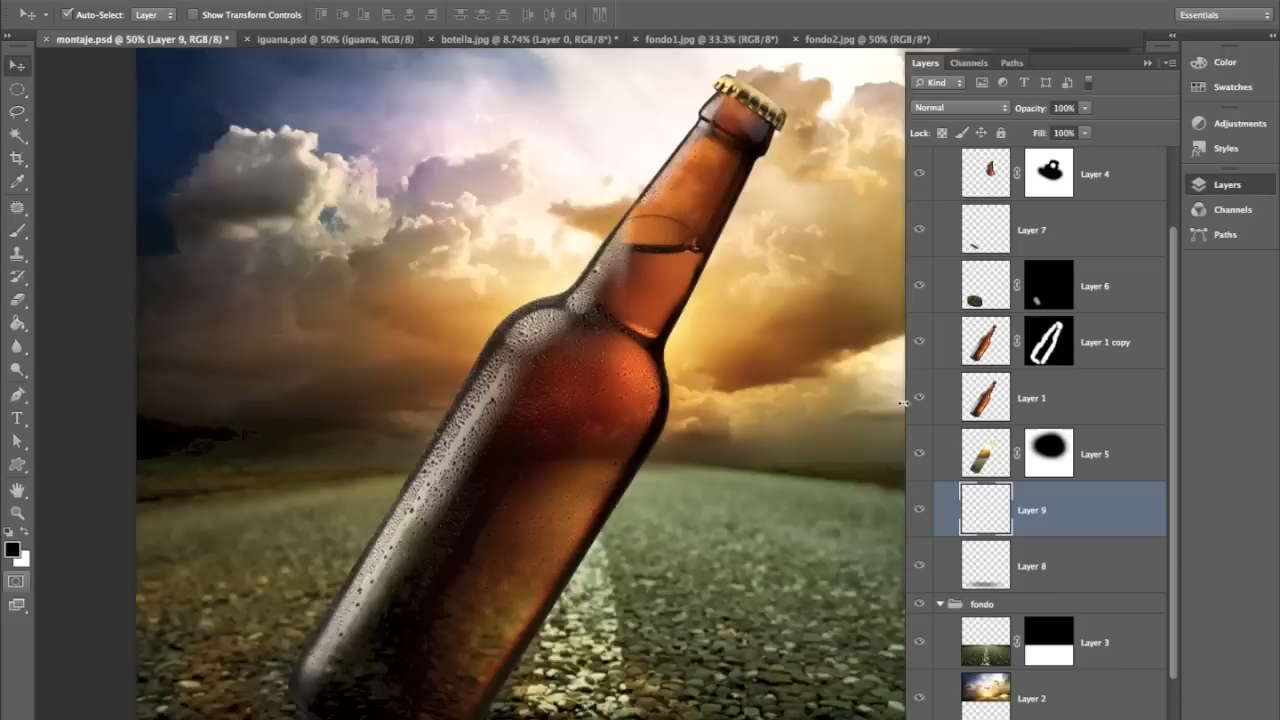 Auto-Select: Layer Show Transform Controls Essentials
montaje.psd @ 50% (Layer 9, RGB/8) * iguana.psd @ 50% (iguana, RGB/8) botella.jpg @ 8.74% (Layer 0, RGB/8*) * fondo1.jpg @ 33.3% (RGB/8*) fondo2.jpg @ 50% (RGB/8*)
Layers Channels Paths
Kind
Normal Opacity: 100%
Lock: Fill: 100%
Layer 4
Layer 7
Layer 6
Layer 1 copy
Layer 1
Layer 5
Layer 9
Layer 8
fondo
Layer 3
Layer 2
Color
Swatches
Adjustments
Styles
Layers
Channels
Paths